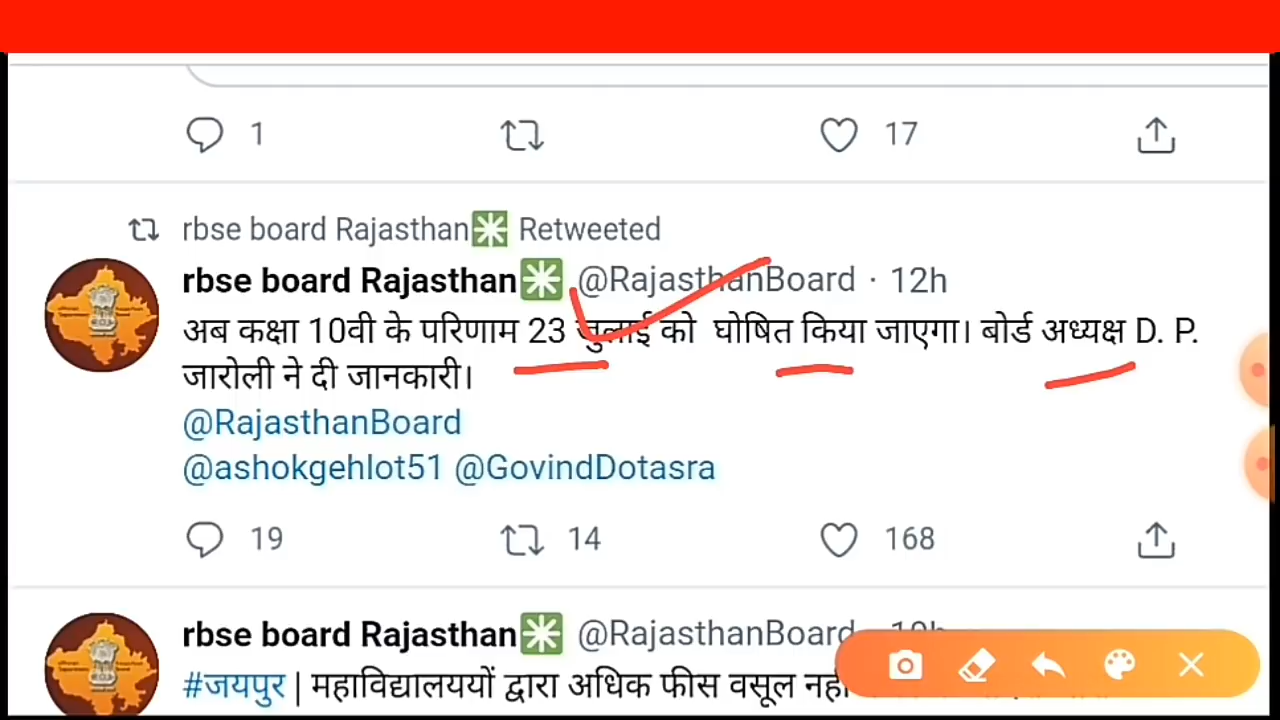 1 17
rbse board Rajasthan✳️ Retweeted
rbse board Rajasthan✳️ @RajasthanBoard · 12h
अब कक्षा 10वी के परिणाम 23 जुलाई को घोषित किया जाएगा। बोर्ड अध्यक्ष D. P.
जारोली ने दी जानकारी।
@RajasthanBoard
@ashokgehlot51 @GovindDotasra
19 14 168
rbse board Rajasthan✳️ @RajasthanBoard
#जयपुर | महाविद्यालययों द्वारा अधिक फीस वसूल